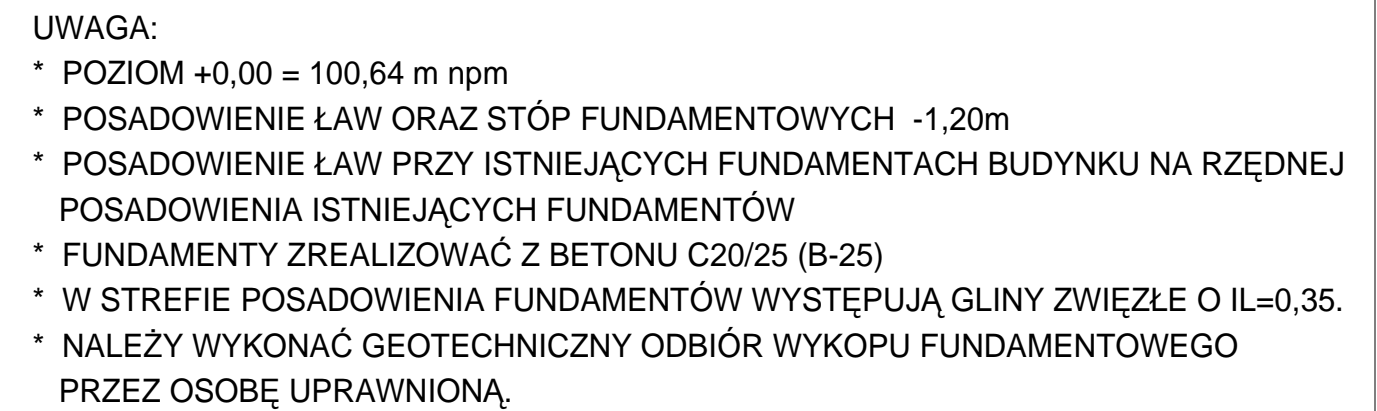 UWAGA:
* POZIOM +0,00 = 100,64 m npm
* POSADOWIENIE ŁAW ORAZ STÓP FUNDAMENTOWYCH -1,20m
* POSADOWIENIE ŁAW PRZY ISTNIEJĄCYCH FUNDAMENTACH BUDYNKU NA RZĘDNEJ
POSADOWIENIA ISTNIEJĄCYCH FUNDAMENTÓW
* FUNDAMENTY ZREALIZOWAĆ Z BETONU C20/25 (B-25)
* W STREFIE POSADOWIENIA FUNDAMENTÓW WYSTĘPUJĄ GLINY ZWIĘZŁE O IL=0,35.
* NALEŻY WYKONAĆ GEOTECHNICZNY ODBIÓR WYKOPU FUNDAMENTOWEGO
PRZEZ OSOBĘ UPRAWNIONĄ.